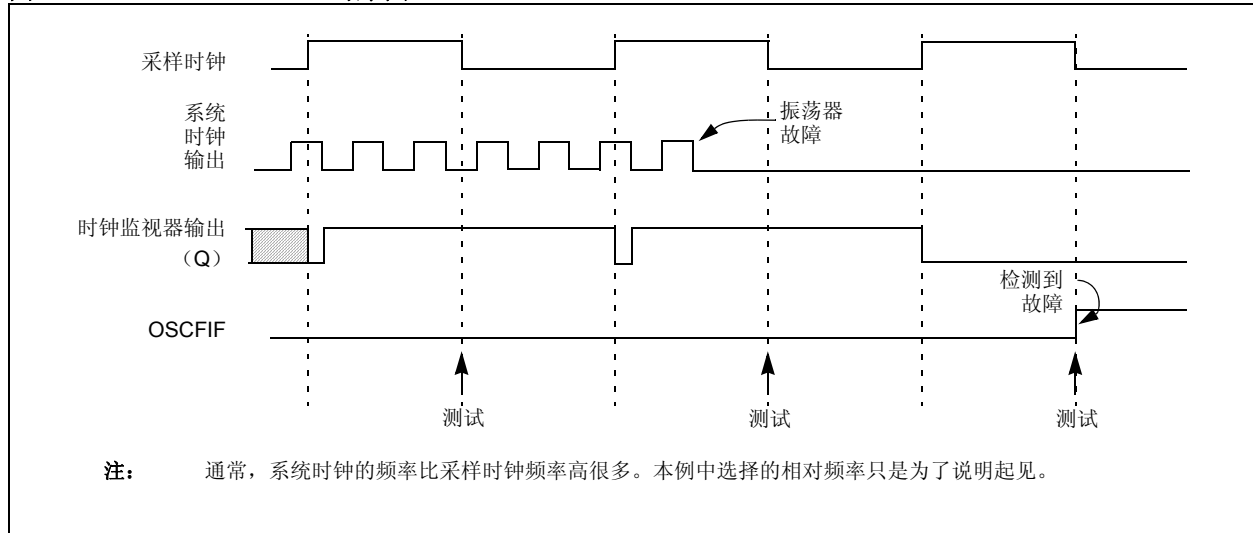 采样时钟
系统
时钟
输出
振荡器
故障
时钟监视器输出
（Q）
检测到
故障
OSCFIF
测试
测试
测试
注： 通常，系统时钟的频率比采样时钟频率高很多。本例中选择的相对频率只是为了说明起见。